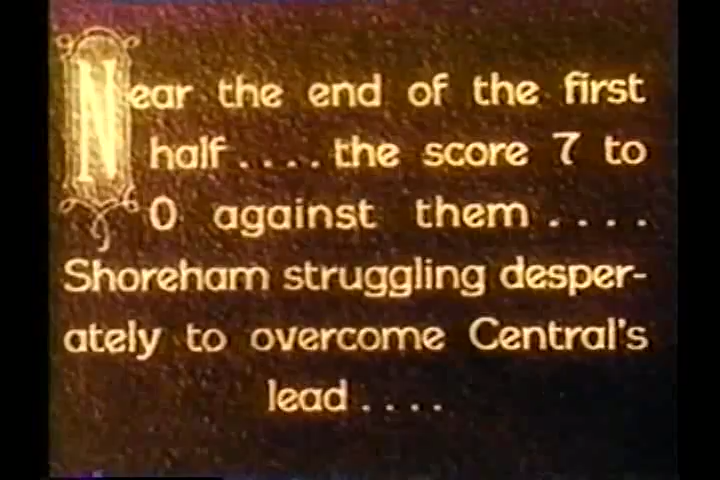 Near the end of the first
half .... the score 7 to
0 against them ....
Shoreham struggling desper-
ately to overcome Central's
lead ....